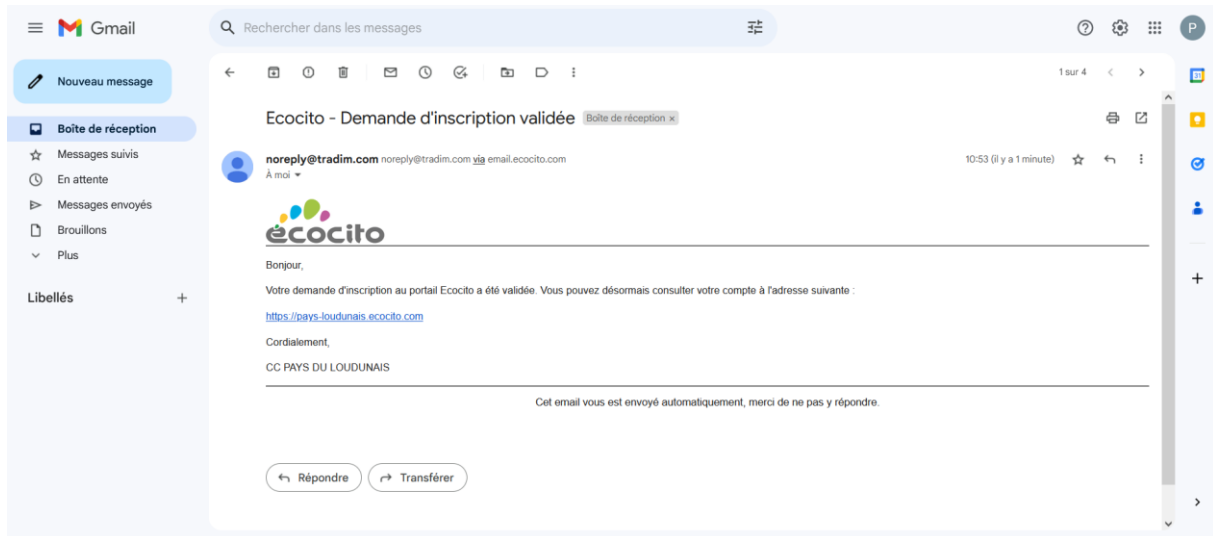 Gmail
Rechercher dans les messages
P
Nouveau message
1 sur 4
31
Boîte de réception
Messages suivis
En attente
Messages envoyés
Brouillons
Plus
Libellés
Ecocito - Demande d'inscription validée Boîte de réception ×
noreply@tradim.com noreply@tradim.com via email.ecocito.com 10:53 (il y a 1 minute)
À moi
écocito
Bonjour,
Votre demande d'inscription au portail Ecocito a été validée. Vous pouvez désormais consulter votre compte à l'adresse suivante :
https://pays-loudunais.ecocito.com
Cordialement,
CC PAYS DU LOUDUNAIS
Cet email vous est envoyé automatiquement, merci de ne pas y répondre.
Répondre
Transférer